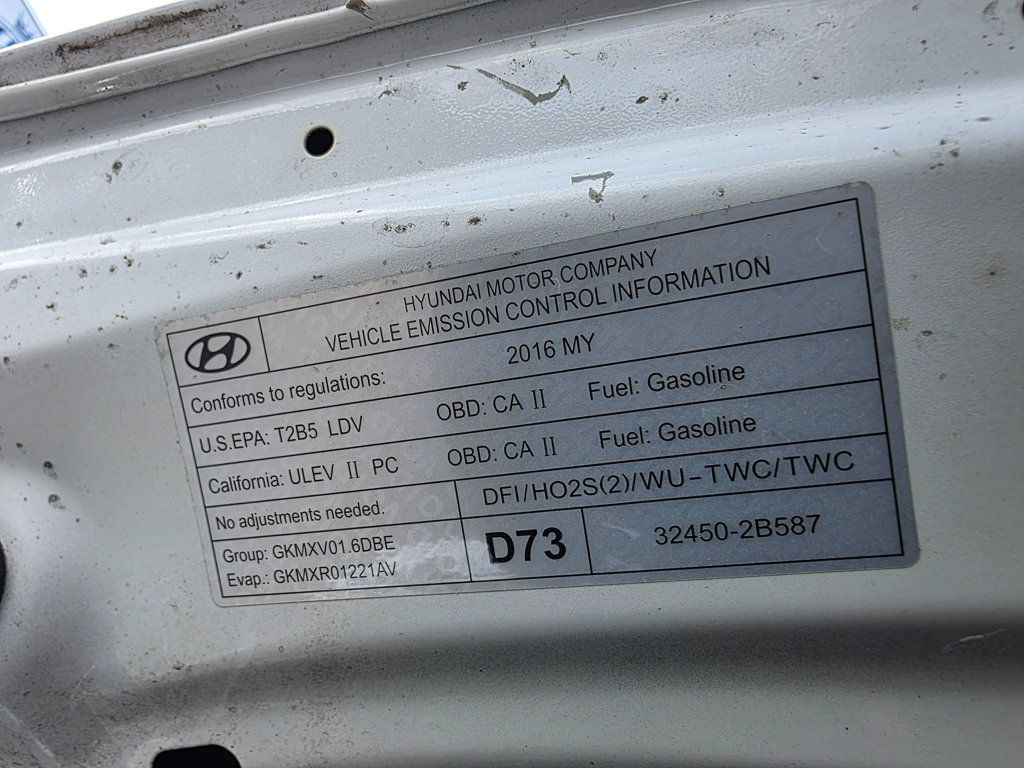 HYUNDAI MOTOR COMPANY
VEHICLE EMISSION CONTROL INFORMATION
Conforms to regulations: 2016 MY
U.S.EPA: T2B5 LDV OBD: CA II Fuel: Gasoline
California: ULEV II PC OBD: CA II Fuel: Gasoline
No adjustments needed. DFI/HO2S(2)/WU-TWC/TWC
Group: GKMXV01.6DBE
Evap.: GKMXR01221AV
D73 32450-2B587